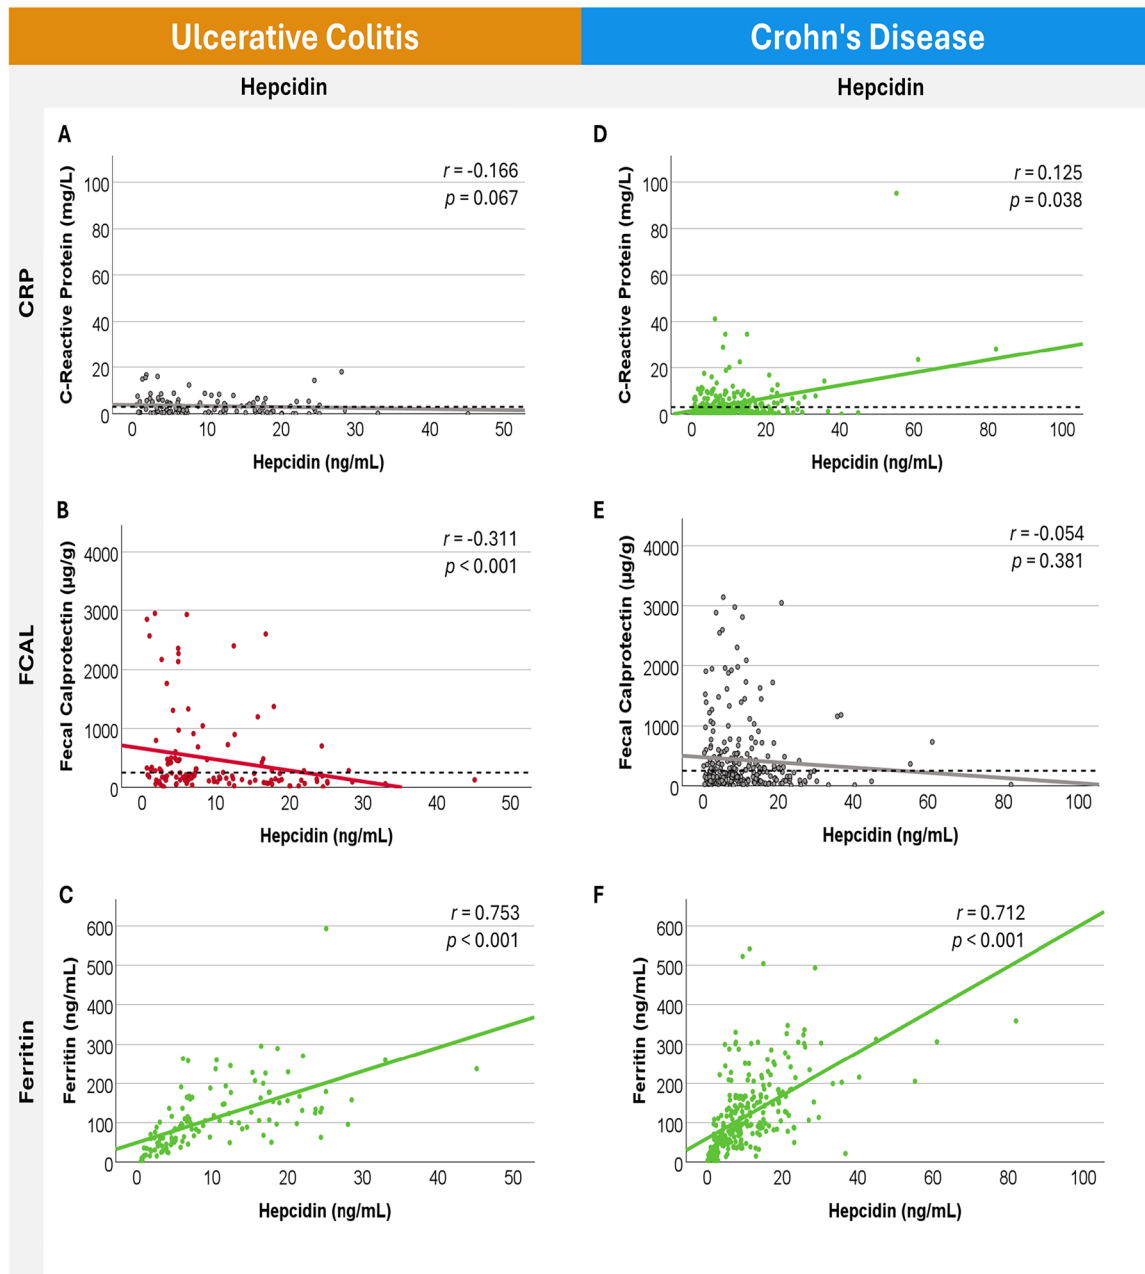 Ulcerative Colitis
Crohn's Disease
Hepcidin
Hepcidin
CRP
A
r = -0.166
p = 0.067
C-Reactive Protein (mg/L)
100
80
60
40
20
0
0 10 20 30 40 50
Hepcidin (ng/mL)
D
r = 0.125
p = 0.038
C-Reactive Protein (mg/L)
100
80
60
40
20
0
0 20 40 60 80 100
Hepcidin (ng/mL)
FCAL
B
r = -0.311
p < 0.001
Fecal Calprotectin (µg/g)
4000
3000
2000
1000
0
0 10 20 30 40 50
Hepcidin (ng/mL)
E
r = -0.054
p = 0.381
Fecal Calprotectin (µg/g)
4000
3000
2000
1000
0
0 20 40 60 80 100
Hepcidin (ng/mL)
Ferritin
C
r = 0.753
p < 0.001
Ferritin (ng/mL)
600
500
400
300
200
100
0
0 10 20 30 40 50
Hepcidin (ng/mL)
F
r = 0.712
p < 0.001
Ferritin (ng/mL)
600
500
400
300
200
100
0
0 20 40 60 80 100
Hepcidin (ng/mL)